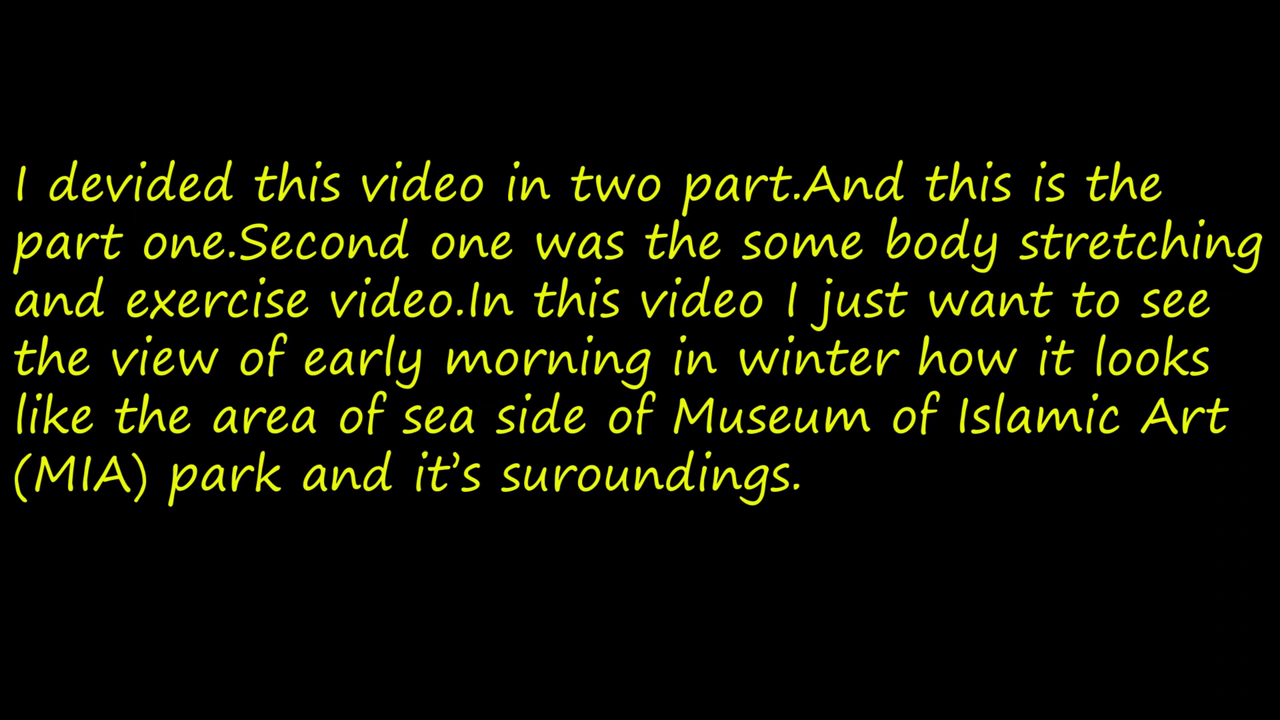 I devided this video in two part.And this is the
part one.Second one was the some body stretching
and exercise video.In this video I just want to see
the view of early morning in winter how it looks
like the area of sea side of Museum of Islamic Art
(MIA) park and it’s suroundings.